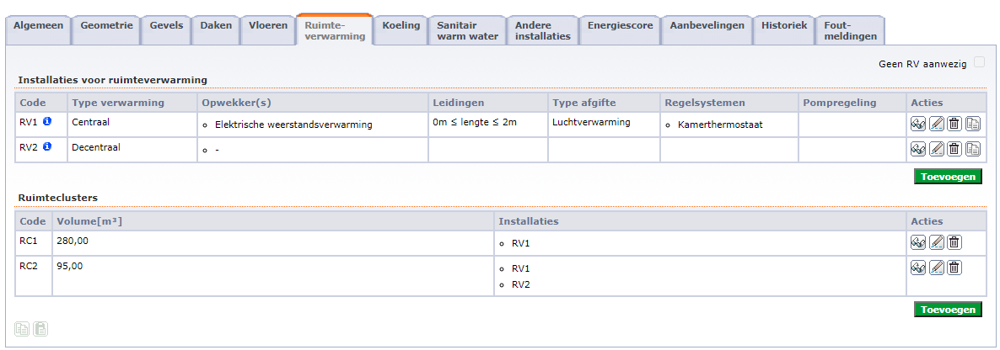 Algemeen Geometrie Gevels Daken Vloeren Ruimte- Koeling Sanitair Andere Energiescore Aanbevelingen Historiek Fout-
verwarming warm water installaties meldingen
Geen RV aanwezig
Installaties voor ruimteverwarming
Code Type verwarming Opwekker(s) Leidingen Type afgifte Regelsystemen Pompregeling Acties
RV1 Centraal Elektrische weerstandsverwarming 0m ≤ lengte ≤ 2m Luchtverwarming Kamerthermostaat
RV2 Decentraal -
Toevoegen
Ruimteclusters
Code Volume[m³] Installaties Acties
RC1 280,00 RV1
RC2 95,00 RV1
RV2
Toevoegen